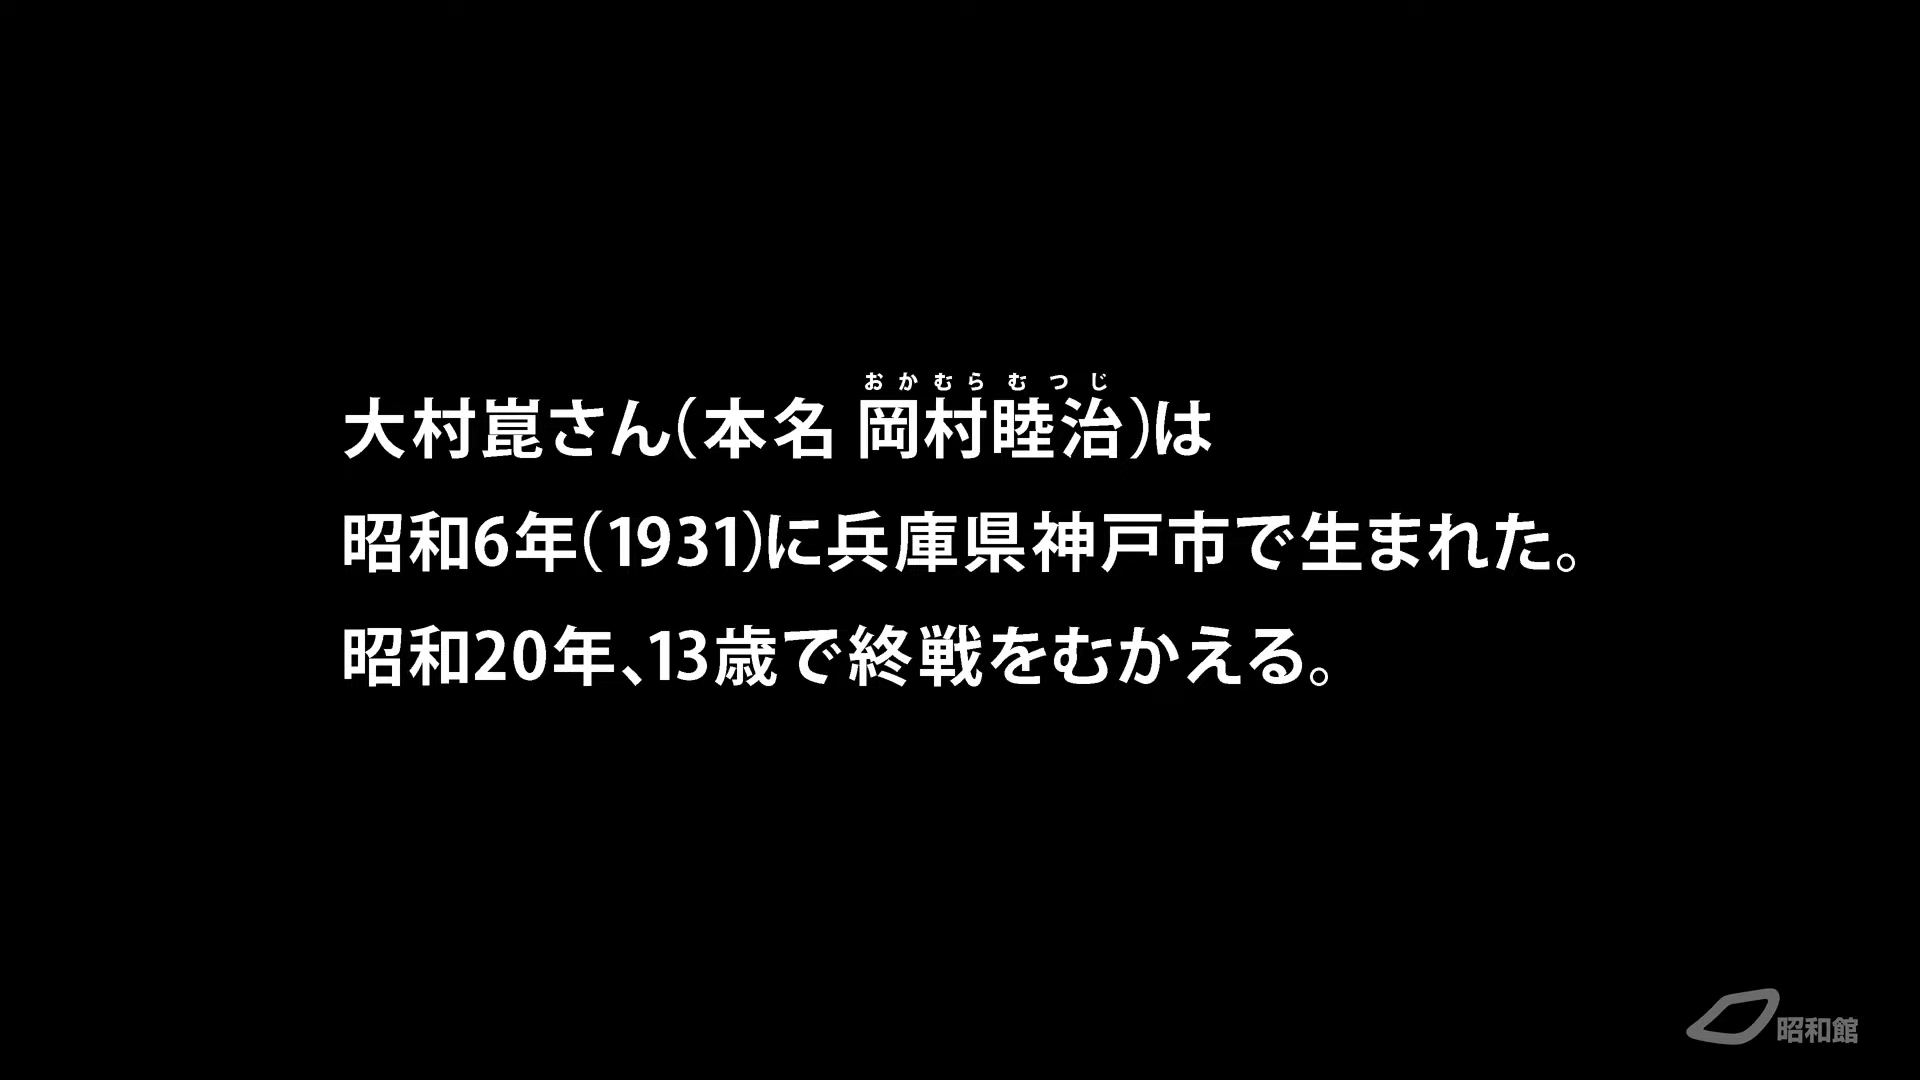 大村崑さん(本名 岡村睦治)は
おかむらむつじ
昭和6年(1931)に兵庫県神戸市で生まれた。
昭和20年、13歳で終戦をむかえる。
昭和館